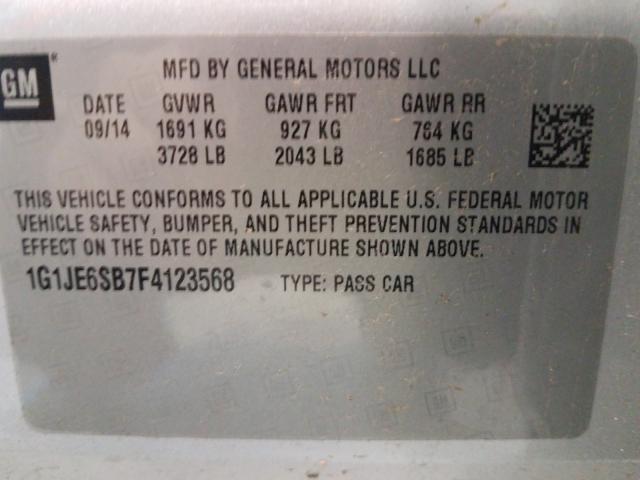 GM
MFD BY GENERAL MOTORS LLC
DATE GVWR GAWR FRT GAWR RR
09/14 1691 KG 927 KG 764 KG
3728 LB 2043 LB 1685 LB
THIS VEHICLE CONFORMS TO ALL APPLICABLE U.S. FEDERAL MOTOR
VEHICLE SAFETY, BUMPER, AND THEFT PREVENTION STANDARDS IN
EFFECT ON THE DATE OF MANUFACTURE SHOWN ABOVE.
1G1JE6SB7F4123568 TYPE: PASS CAR